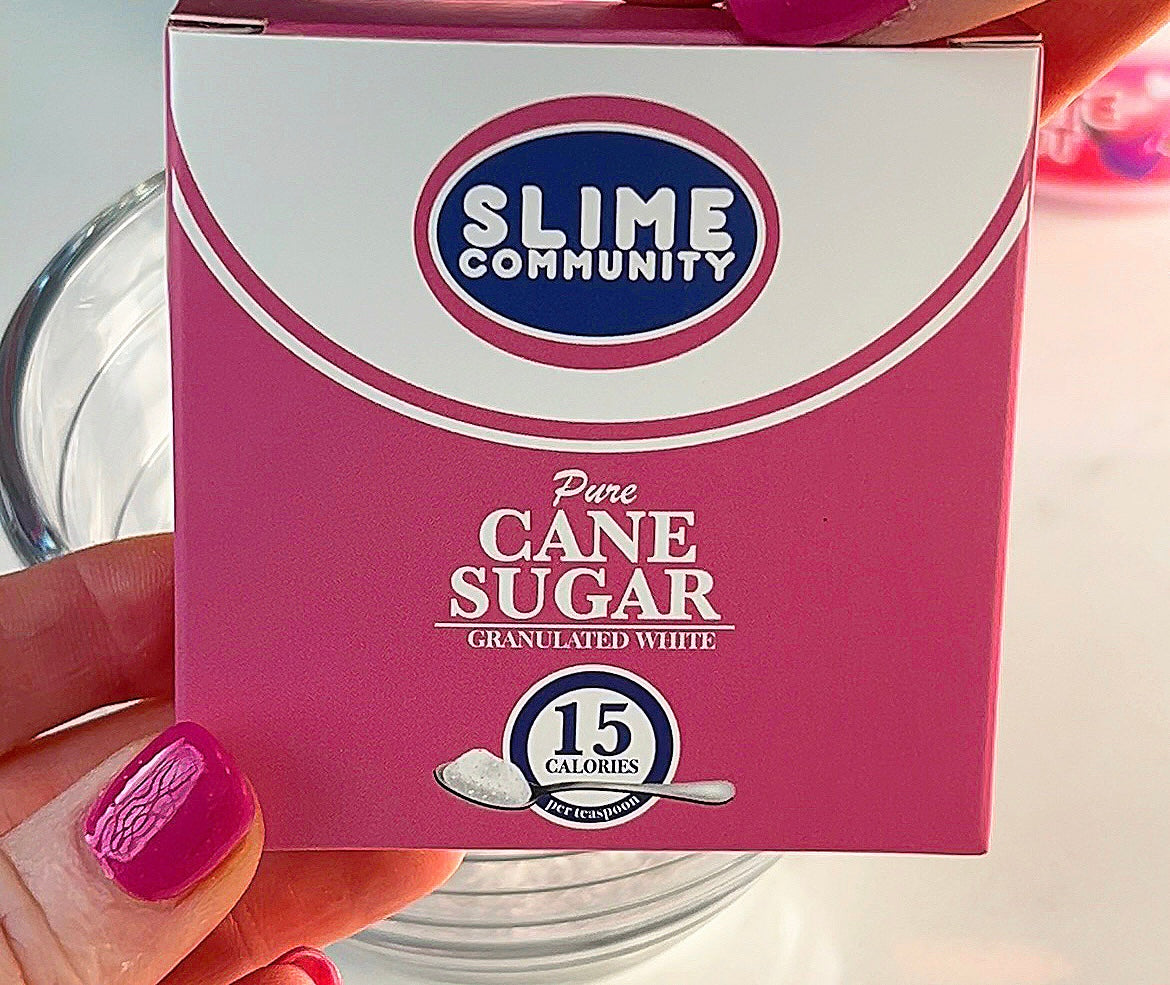 SLIME
COMMUNITY
Pure
CANE
SUGAR
GRANULATED WHITE
15
CALORIES
per teaspoon